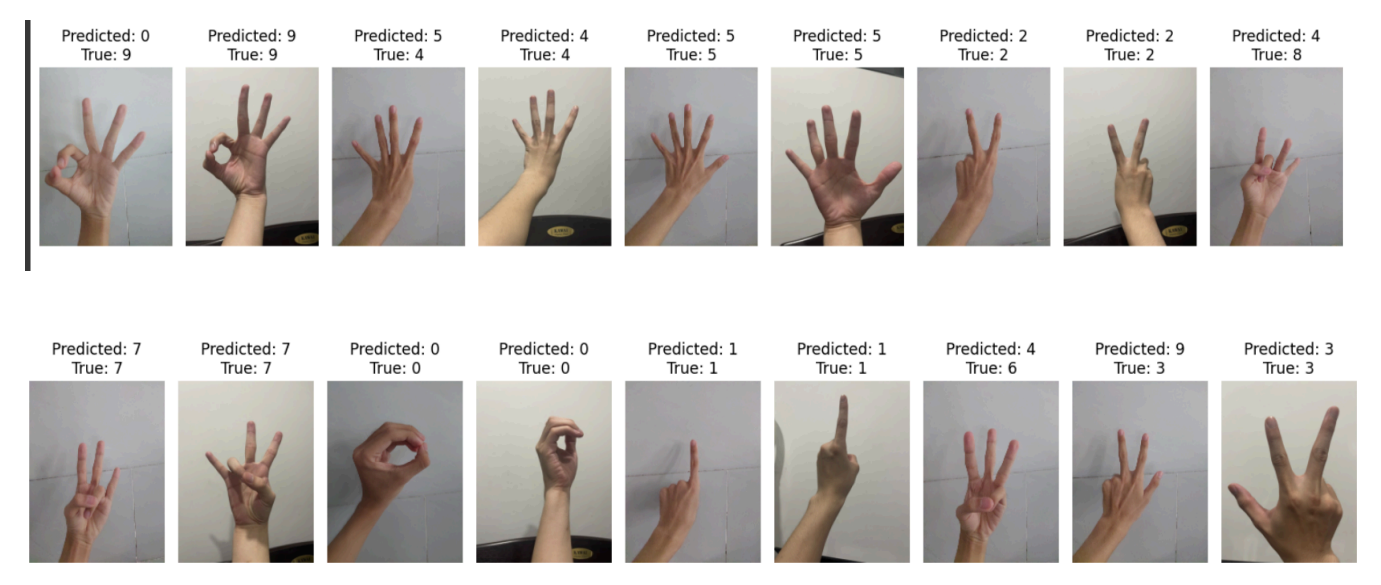 Predicted: 0
True: 9
Predicted: 9
True: 9
Predicted: 5
True: 4
Predicted: 4
True: 4
Predicted: 5
True: 5
Predicted: 5
True: 5
Predicted: 2
True: 2
Predicted: 2
True: 2
Predicted: 4
True: 8
Predicted: 7
True: 7
Predicted: 7
True: 7
Predicted: 0
True: 0
Predicted: 0
True: 0
Predicted: 1
True: 1
Predicted: 1
True: 1
Predicted: 4
True: 6
Predicted: 9
True: 3
Predicted: 3
True: 3